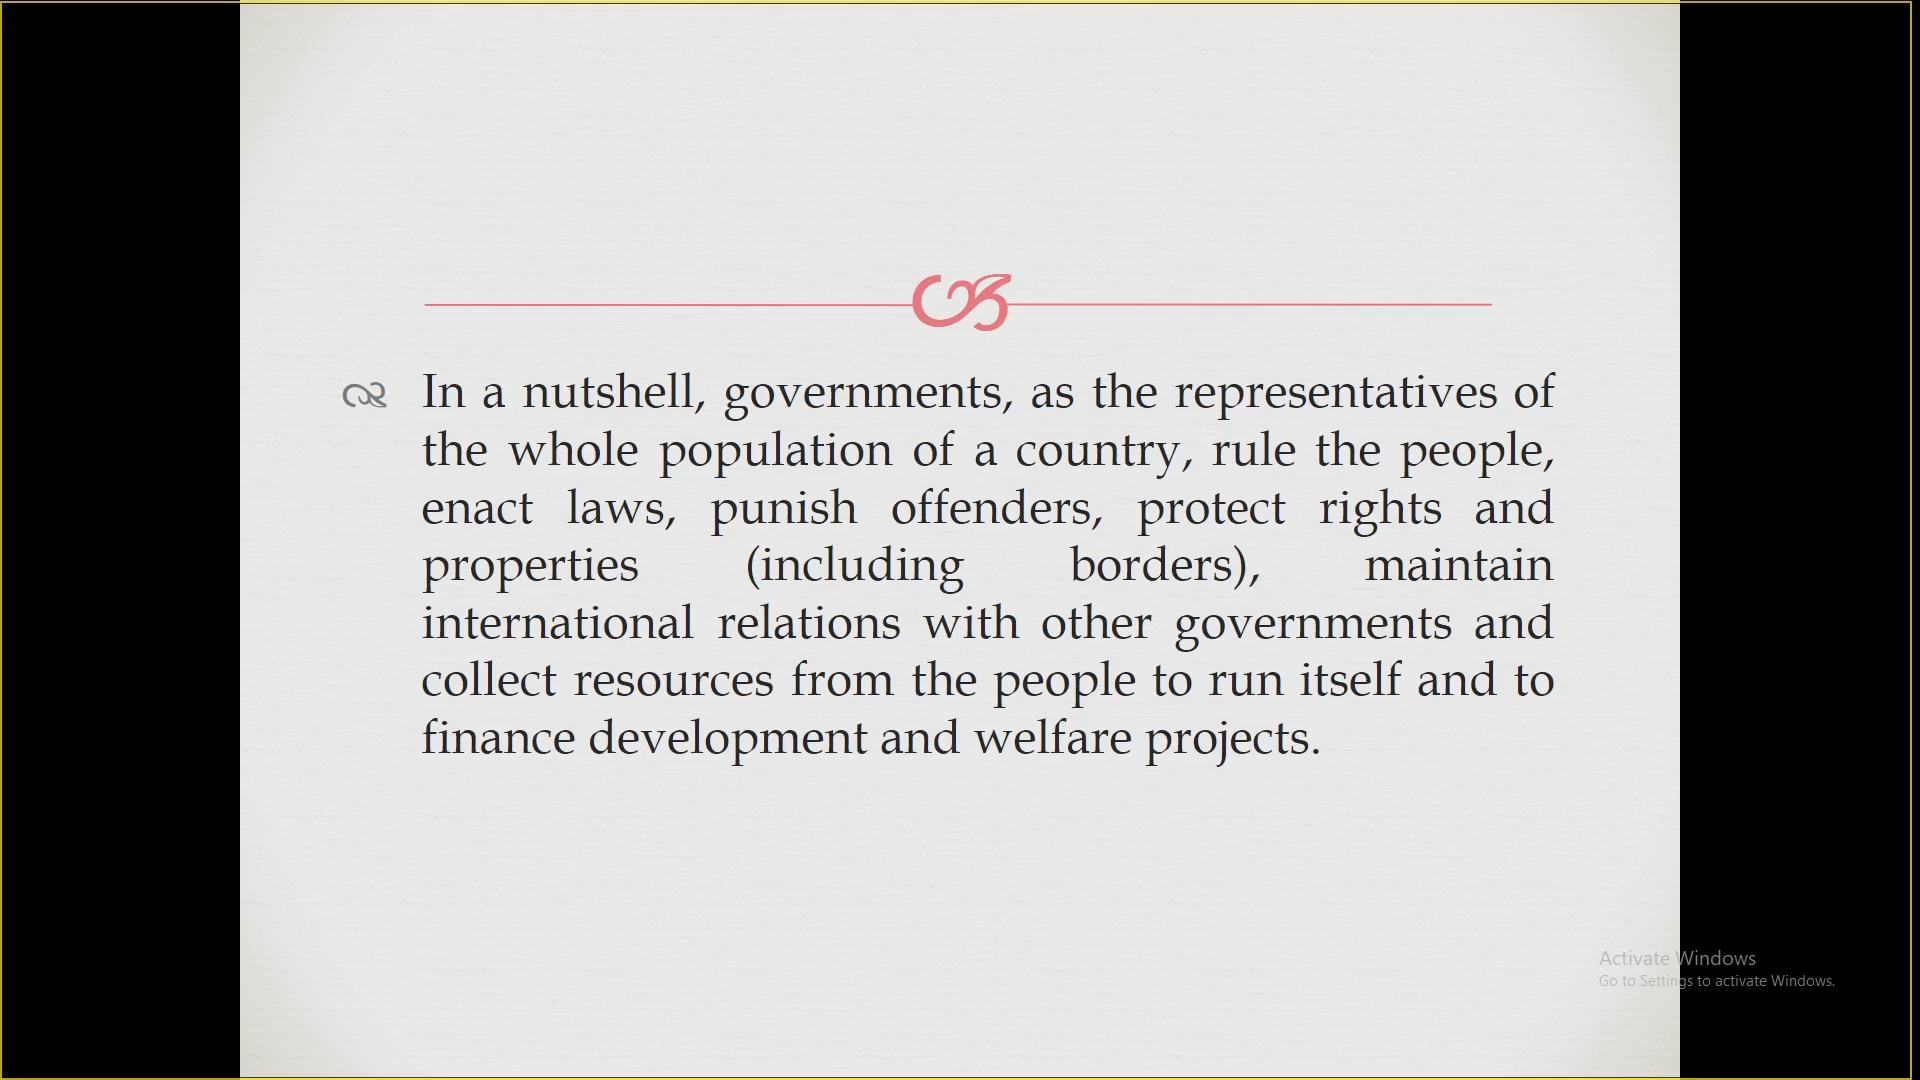 In a nutshell, governments, as the representatives of
the whole population of a country, rule the people,
enact laws, punish offenders, protect rights and
properties (including borders), maintain
international relations with other governments and
collect resources from the people to run itself and to
finance development and welfare projects.
Activate Windows
Go to Settings to activate Windows.